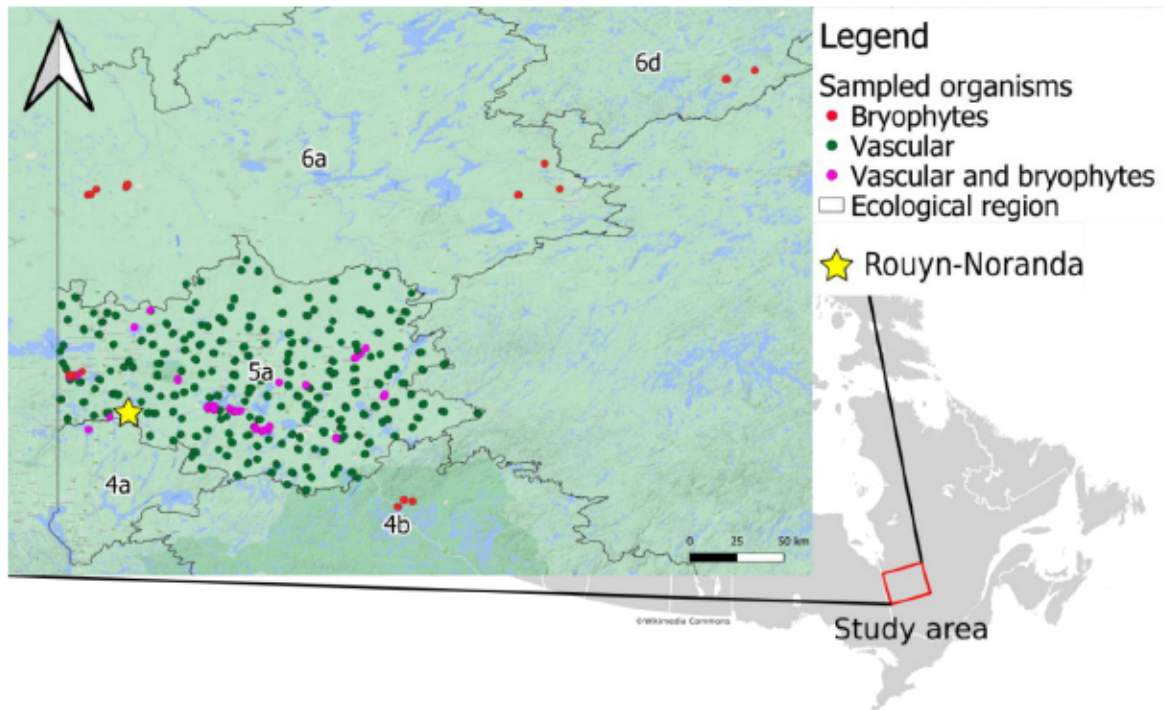 Legend
Sampled organisms
Bryophytes
Vascular
Vascular and bryophytes
Ecological region
Rouyn-Noranda
6d
6a
5a
4a
4b
0 25 50 km
©Wikimedia Commons
Study area